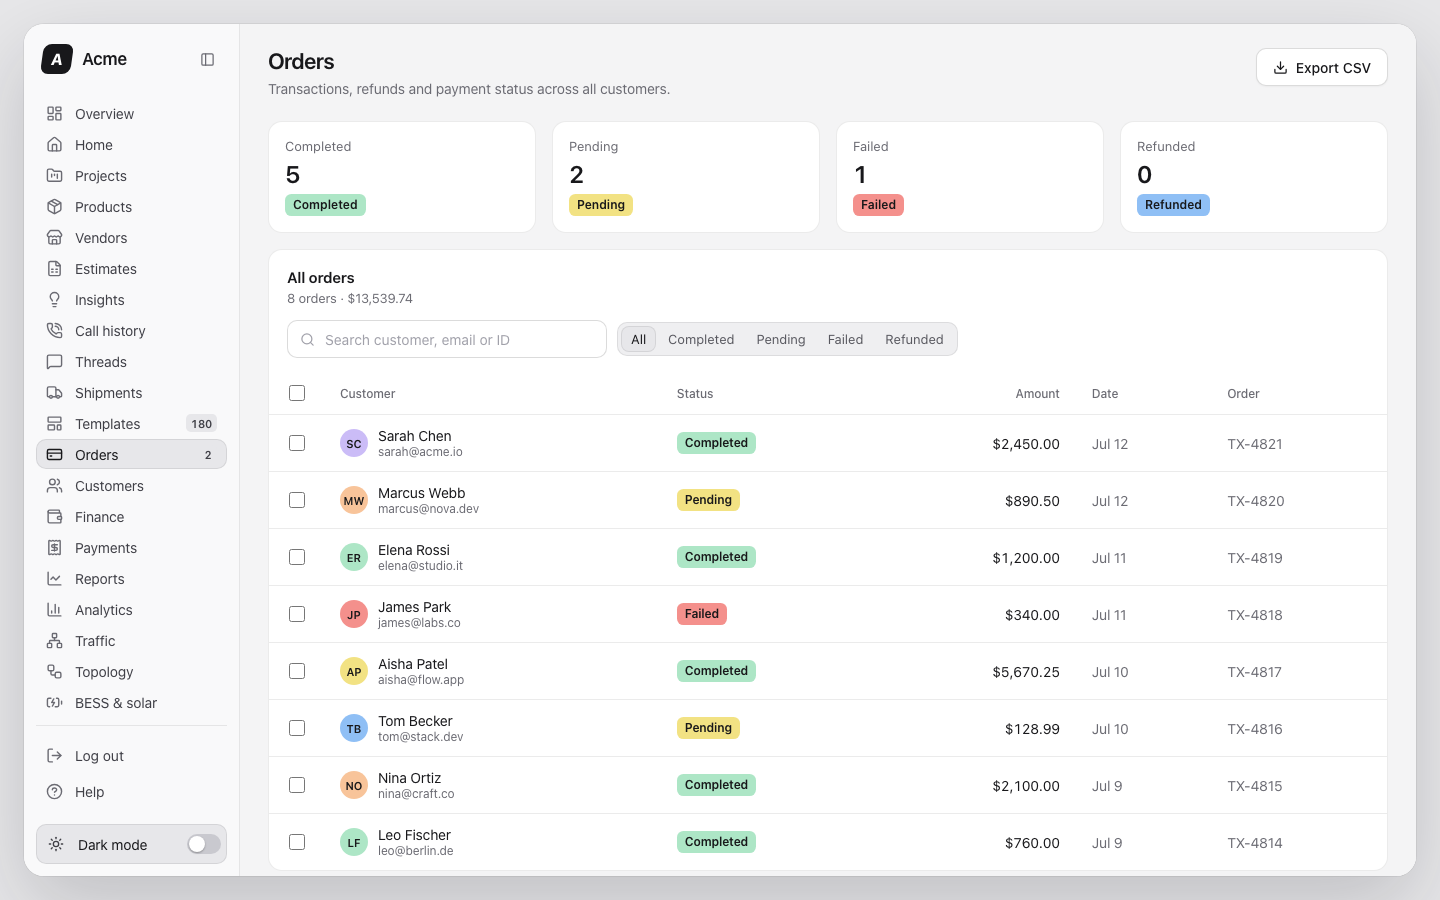 A Acme
Overview
Home
Projects
Products
Vendors
Estimates
Insights
Call history
Threads
Shipments
Templates 180
Orders 2
Customers
Finance
Payments
Reports
Analytics
Traffic
Topology
BESS & solar
Log out
Help
Dark mode
Orders
Transactions, refunds and payment status across all customers.
Export CSV
Completed
5
Completed
Pending
2
Pending
Failed
1
Failed
Refunded
0
Refunded
All orders
8 orders · $13,539.74
Search customer, email or ID
All Completed Pending Failed Refunded
Customer Status Amount Date Order
SC Sarah Chen Completed $2,450.00 Jul 12 TX-4821
sarah@acme.io
MW Marcus Webb Pending $890.50 Jul 12 TX-4820
marcus@nova.dev
ER Elena Rossi Completed $1,200.00 Jul 11 TX-4819
elena@studio.it
JP James Park Failed $340.00 Jul 11 TX-4818
james@labs.co
AP Aisha Patel Completed $5,670.25 Jul 10 TX-4817
aisha@flow.app
TB Tom Becker Pending $128.99 Jul 10 TX-4816
tom@stack.dev
NO Nina Ortiz Completed $2,100.00 Jul 9 TX-4815
nina@craft.co
LF Leo Fischer Completed $760.00 Jul 9 TX-4814
leo@berlin.de